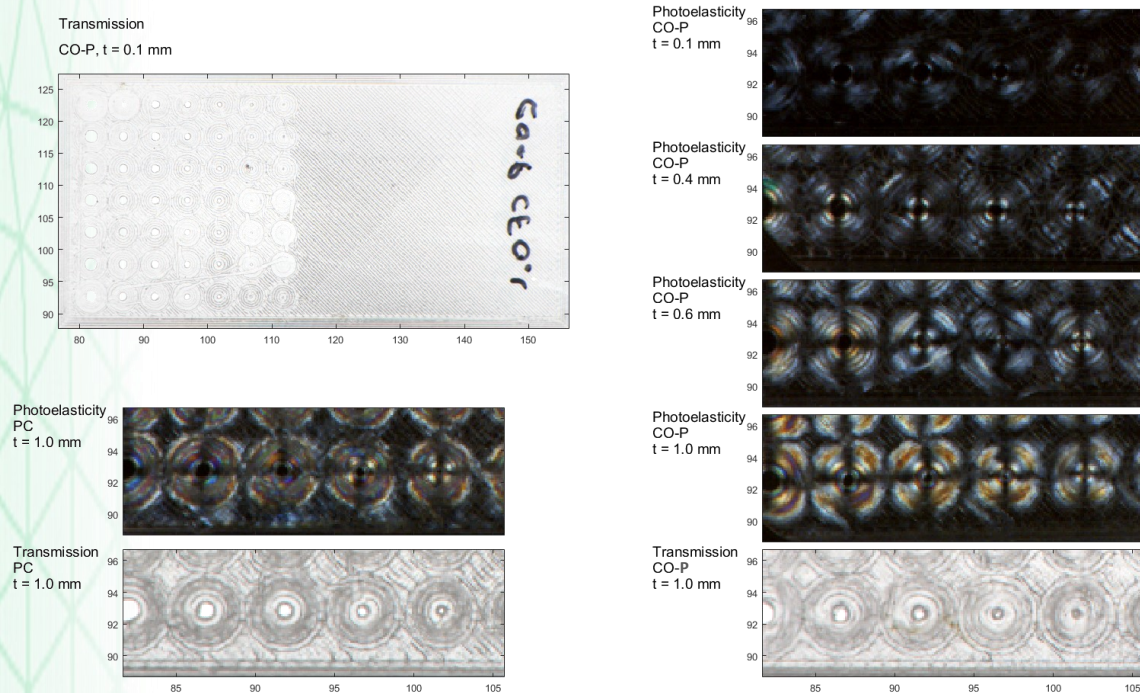 Transmission
CO-P, t = 0.1 mm
125
120
115
110
105
100
95
90
80
90
100
110
120
130
140
150
Photoelasticity
PC
t = 1.0 mm
96
94
92
90
Transmission
PC
t = 1.0 mm
96
94
92
90
85
90
95
100
105
Photoelasticity
CO-P
t = 0.1 mm
96
94
92
90
Photoelasticity
CO-P
t = 0.4 mm
96
94
92
90
Photoelasticity
CO-P
t = 0.6 mm
96
94
92
90
Photoelasticity
CO-P
t = 1.0 mm
96
94
92
90
Transmission
CO-P
t = 1.0 mm
96
94
92
90
85
90
95
100
105